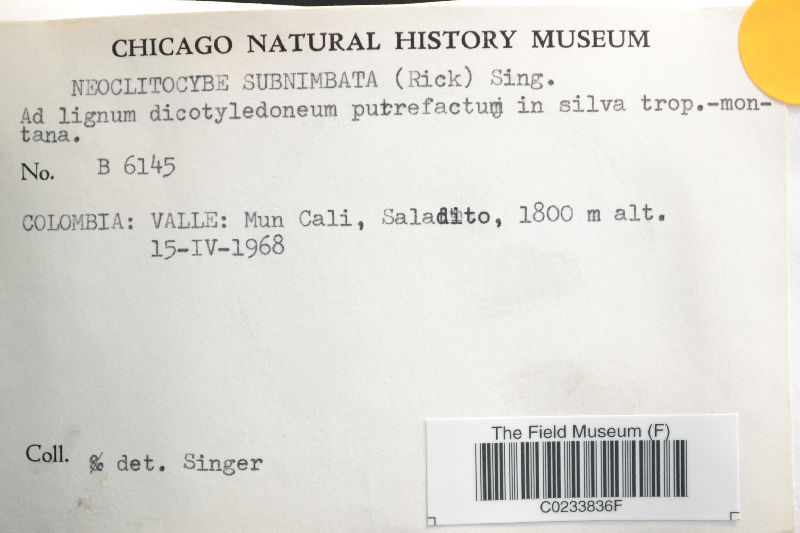 CHICAGO NATURAL HISTORY MUSEUM
NEOCLITOCYBE SUBNIMBATA (Rick) Sing.
Ad lignum dicotyledoneum putrefactum in silva trop.-mon-
tana.
No. B 6145
COLOMBIA: VALLE: Mun Cali, Saladito, 1800 m alt.
15-IV-1968
Coll. & det. Singer
The Field Museum (F)
C0233836F